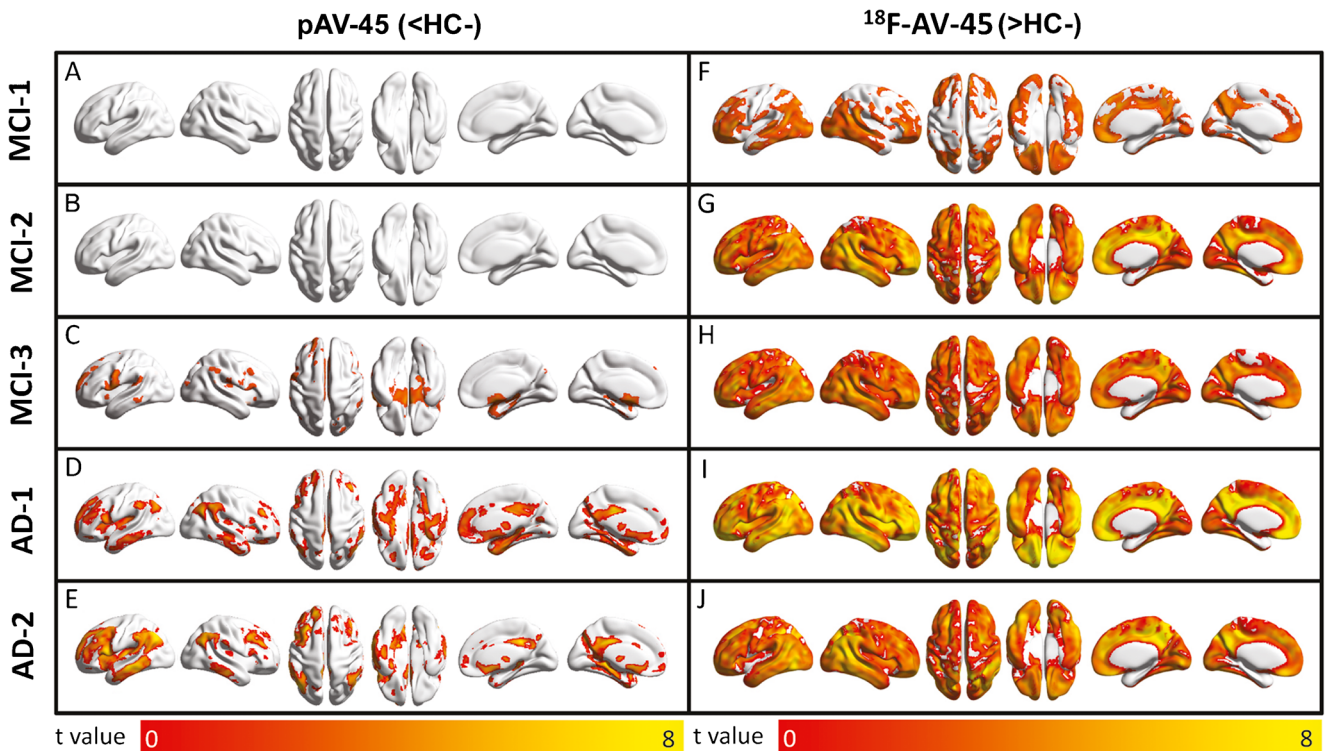 pAV-45 (<HC-)
¹⁸F-AV-45 (>HC-)
MCI-1
A
F
MCI-2
B
G
MCI-3
C
H
AD-1
D
I
AD-2
E
J
t value 0 8
t value 0 8